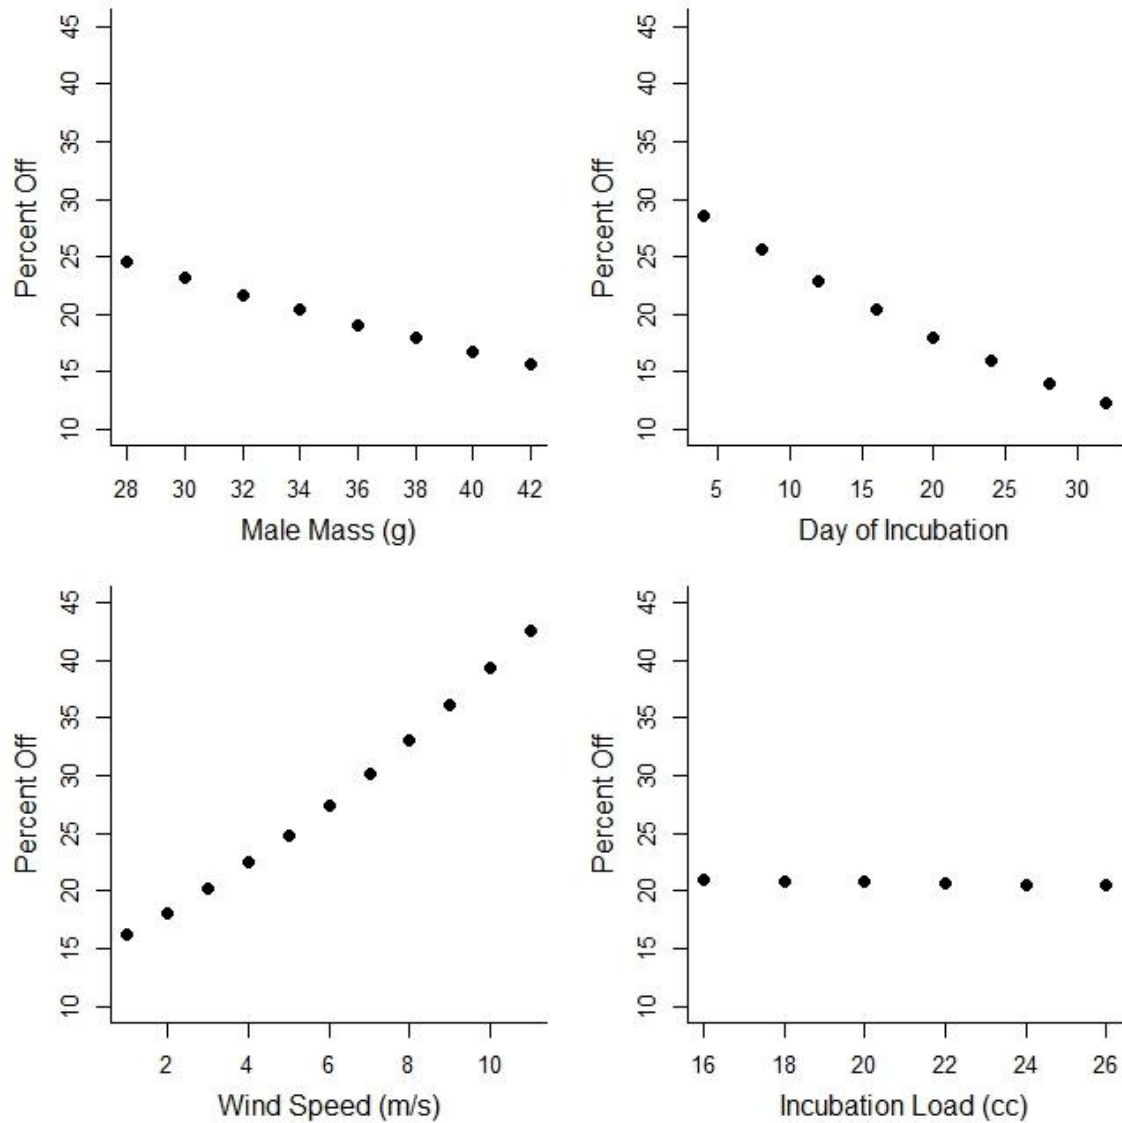 45
40
35
30
25
20
15
10
Percent Off
28 30 32 34 36 38 40 42
Male Mass (g)
45
40
35
30
25
20
15
10
Percent Off
5 10 15 20 25 30
Day of Incubation
45
40
35
30
25
20
15
10
Percent Off
2 4 6 8 10
Wind Speed (m/s)
45
40
35
30
25
20
15
10
Percent Off
16 18 20 22 24 26
Incubation Load (cc)